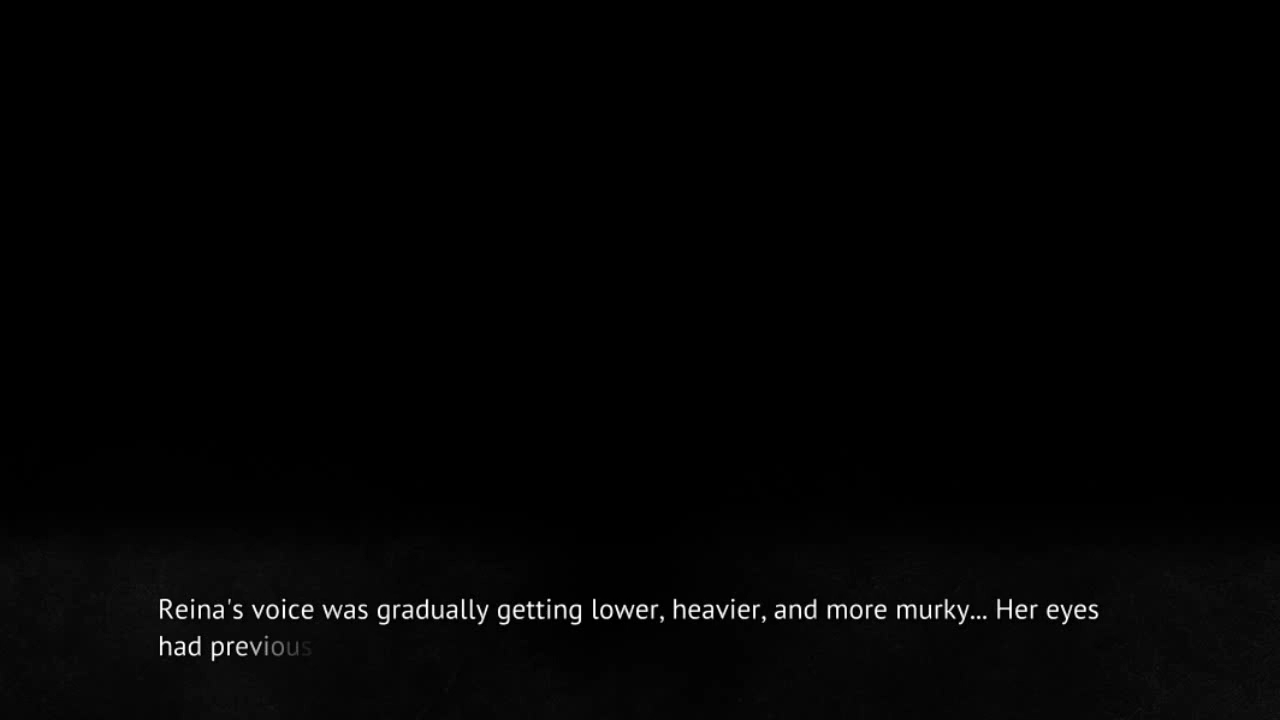 Reina's voice was gradually getting lower, heavier, and more murky... Her eyes
had previous